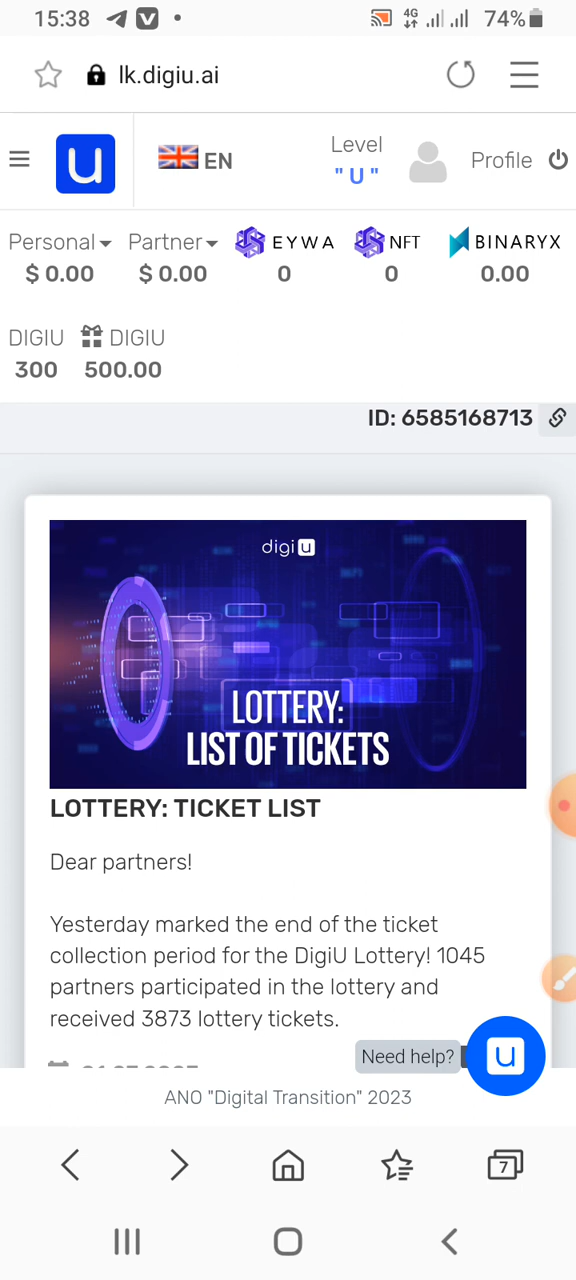 15:38 V 4G 74%
lk.digiu.ai
U EN Level "U" Profile
Personal Partner EYWA NFT BINARYX
$ 0.00 $ 0.00 0 0 0.00
DIGIU DIGIU
300 500.00
ID: 6585168713
digi u
LOTTERY:
LIST OF TICKETS
LOTTERY: TICKET LIST
Dear partners!
Yesterday marked the end of the ticket
collection period for the DigiU Lottery! 1045
partners participated in the lottery and
received 3873 lottery tickets.
Need help? u
ANO "Digital Transition" 2023
7